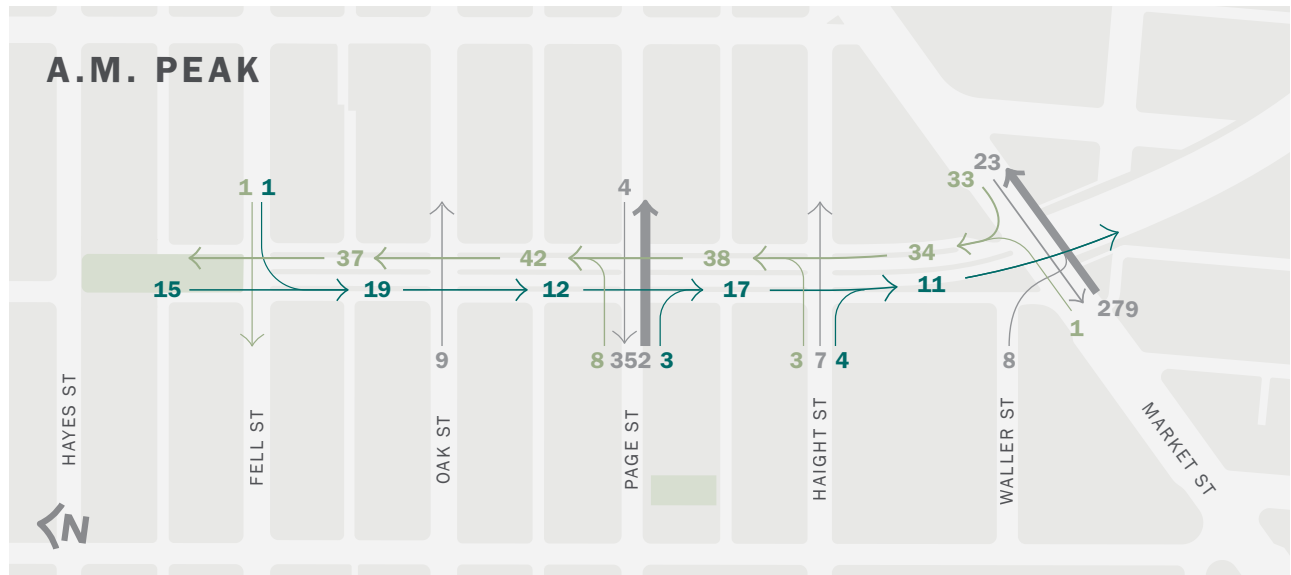 A.M. PEAK
23
33
1 1
4
37
42
38
34
15
19
12
17
11
279
1
9
8 352 3
3 7 4
8
HAYES ST
FELL ST
OAK ST
PAGE ST
HAIGHT ST
WALLER ST
MARKET ST
N